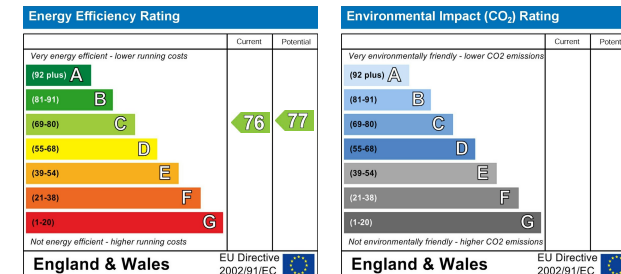 Energy Efficiency Rating
Current Potential
Very energy efficient - lower running costs
(92 plus) A
(81-91) B
(69-80) C
76 77
(55-68) D
(39-54) E
(21-38) F
(1-20) G
Not energy efficient - higher running costs
England & Wales
EU Directive
2002/91/EC
Environmental Impact (CO2) Rating
Current Potent
Very environmentally friendly - lower CO2 emissions
(92 plus) A
(81-91) B
(69-80) C
(55-68) D
(39-54) E
(21-38) F
(1-20) G
Not environmentally friendly - higher CO2 emissions
England & Wales
EU Directive
2002/91/EC